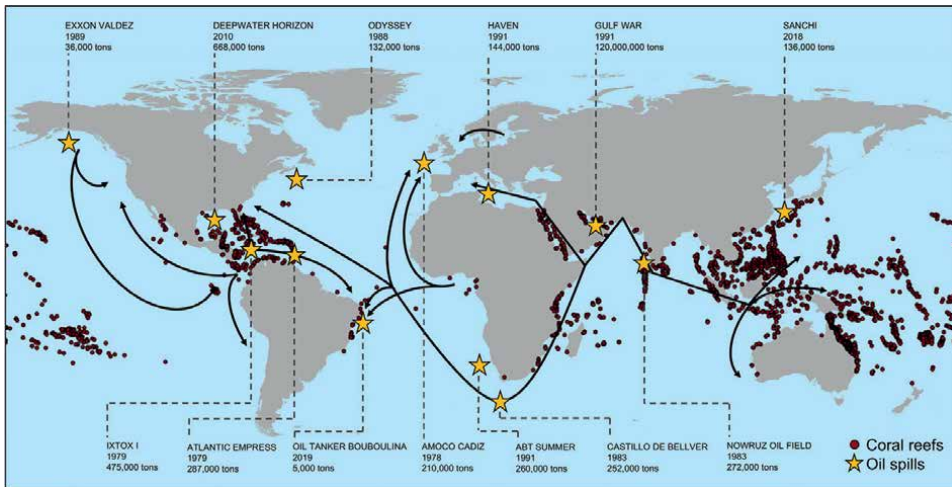 EXXON VALDEZ
1989
36,000 tons
DEEPWATER HORIZON
2010
668,000 tons
ODYSSEY
1988
132,000 tons
HAVEN
1991
144,000 tons
GULF WAR
1991
120,000,000 tons
SANCHI
2018
136,000 tons
IXTOX I
1979
475,000 tons
ATLANTIC EMPRESS
1979
287,000 tons
OIL TANKER BOUBOULINA
2019
5,000 tons
AMOCO CADIZ
1978
210,000 tons
ABT SUMMER
1991
260,000 tons
CASTILLO DE BELLVER
1983
252,000 tons
NOWRUZ OIL FIELD
1983
272,000 tons
Coral reefs
Oil spills